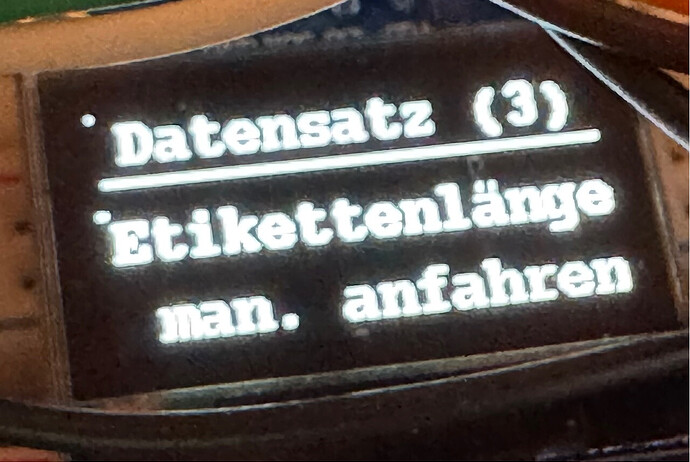 Datensatz (3)
Etikettenlänge
man. anfahren